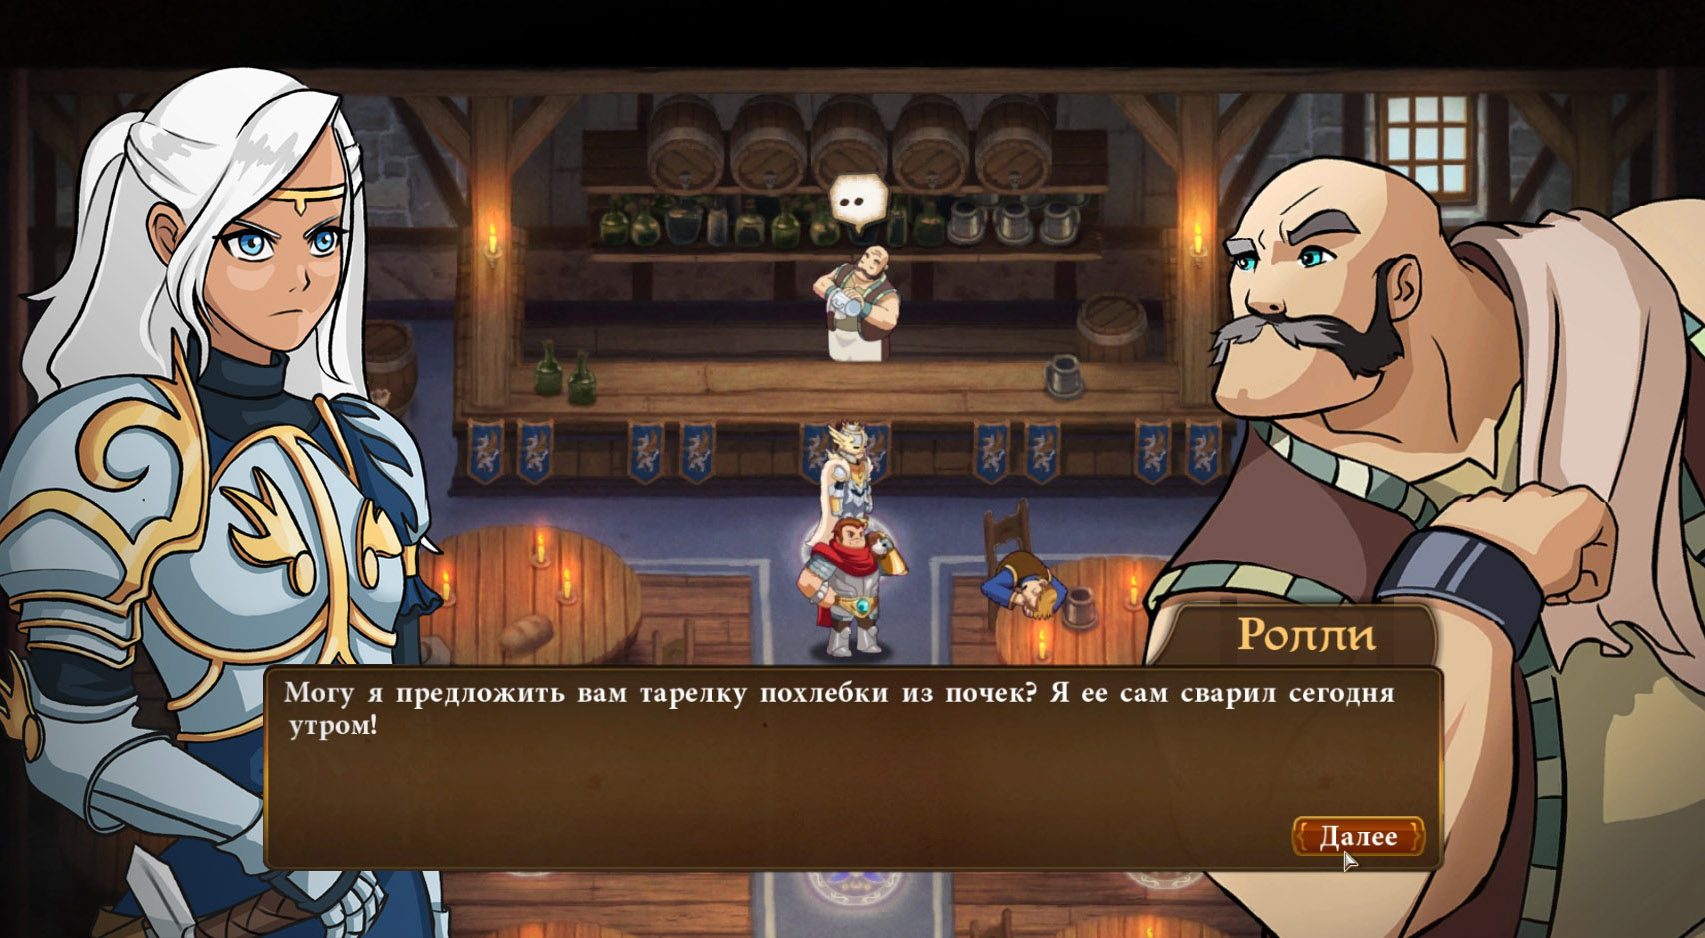 Ролли
Могу я предложить вам тарелку похлебки из почек? Я ее сам сварил сегодня
утром!
Далее